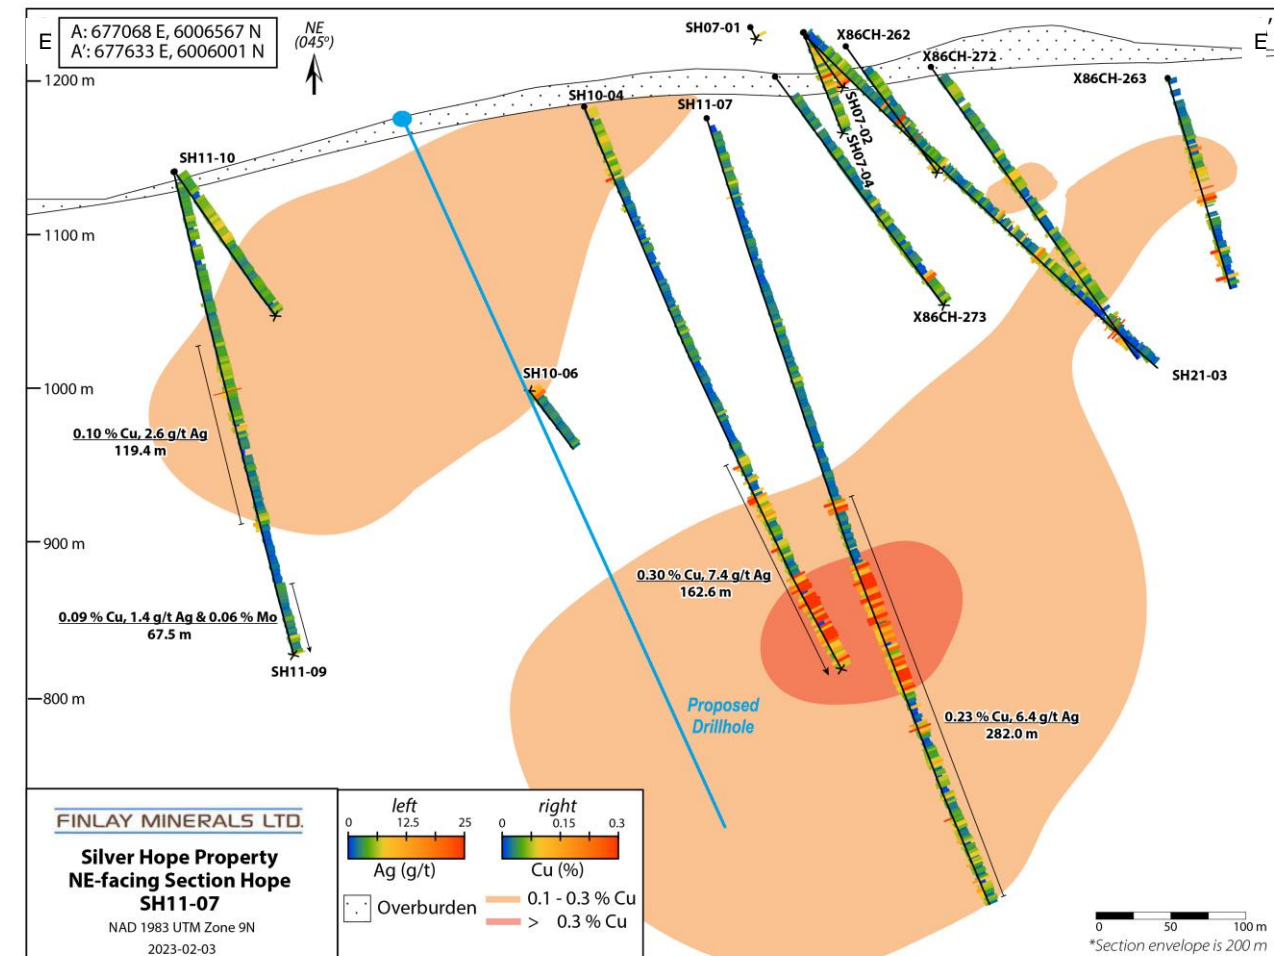 E
A: 677068 E, 6006567 N
A': 677633 E, 6006001 N
NE
(045°)
E'
SH07-01
X86CH-262
X86CH-272
X86CH-263
1200 m
SH10-04
SH11-07
SH07-02
SH07-04
SH11-10
1100 m
X86CH-273
SH10-06
SH21-03
1000 m
0.10 % Cu, 2.6 g/t Ag
119.4 m
900 m
0.30 % Cu, 7.4 g/t Ag
162.6 m
0.09 % Cu, 1.4 g/t Ag & 0.06 % Mo
67.5 m
SH11-09
800 m
Proposed
Drillhole
0.23 % Cu, 6.4 g/t Ag
282.0 m
FINLAY MINERALS LTD.
Silver Hope Property
NE-facing Section Hope
SH11-07
NAD 1983 UTM Zone 9N
2023-02-03
left
0 12.5 25
Ag (g/t)
right
0 0.15 0.3
Cu (%)
Overburden
0.1 - 0.3 % Cu
> 0.3 % Cu
0 50 100 m
*Section envelope is 200 m